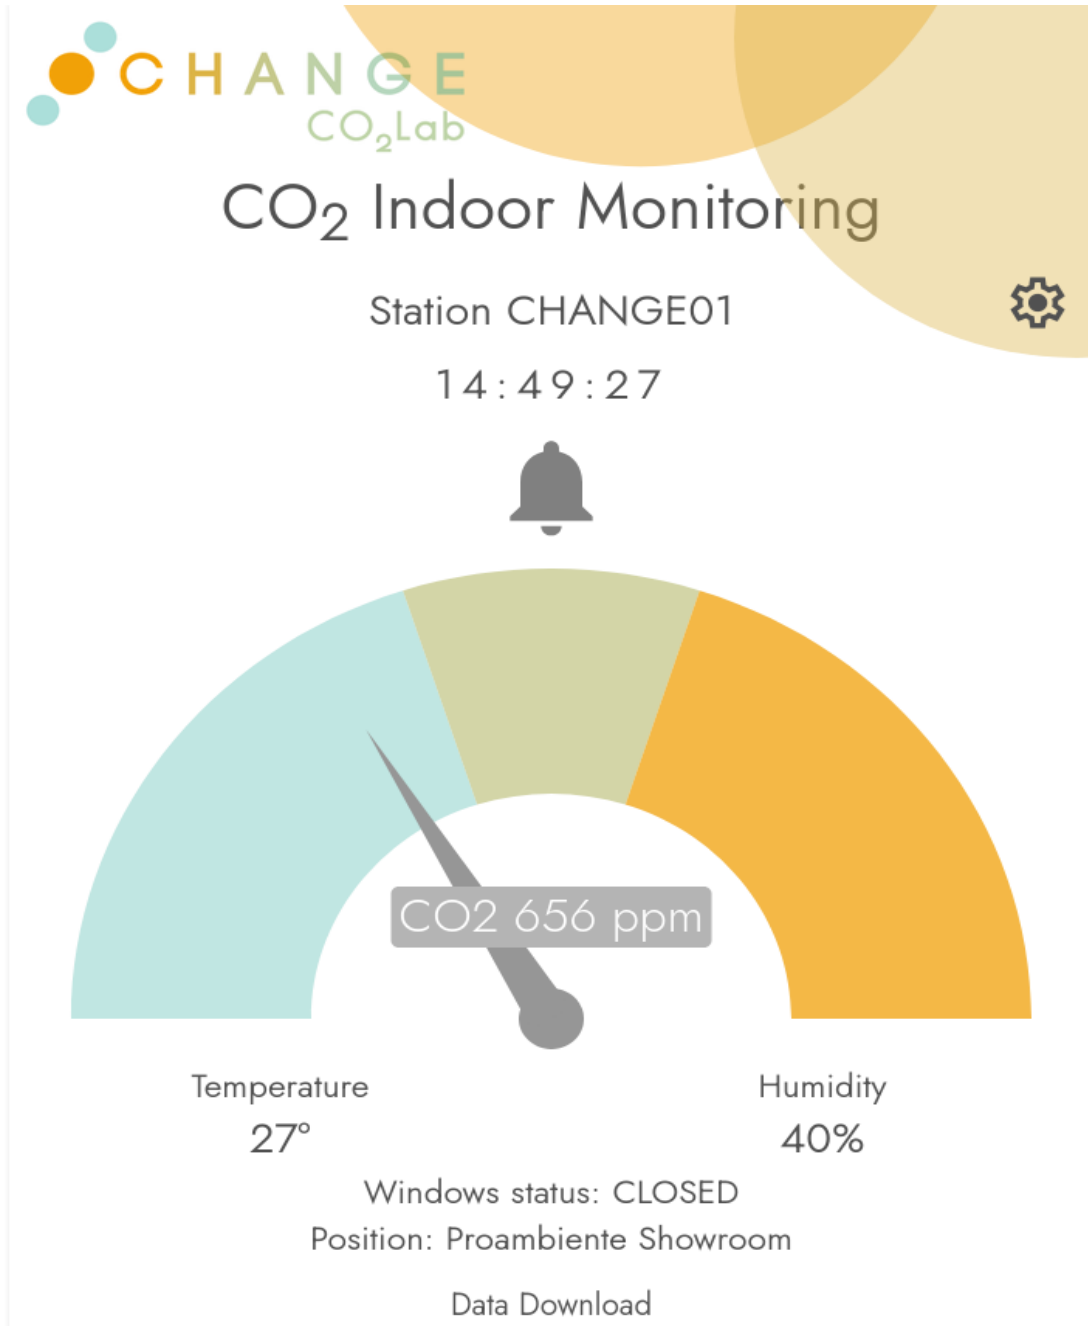 CHANGE
CO₂Lab
CO₂ Indoor Monitoring
Station CHANGE01
14:49:27
CO2 656 ppm
Temperature
27°
Humidity
40%
Windows status: CLOSED
Position: Proambiente Showroom
Data Download